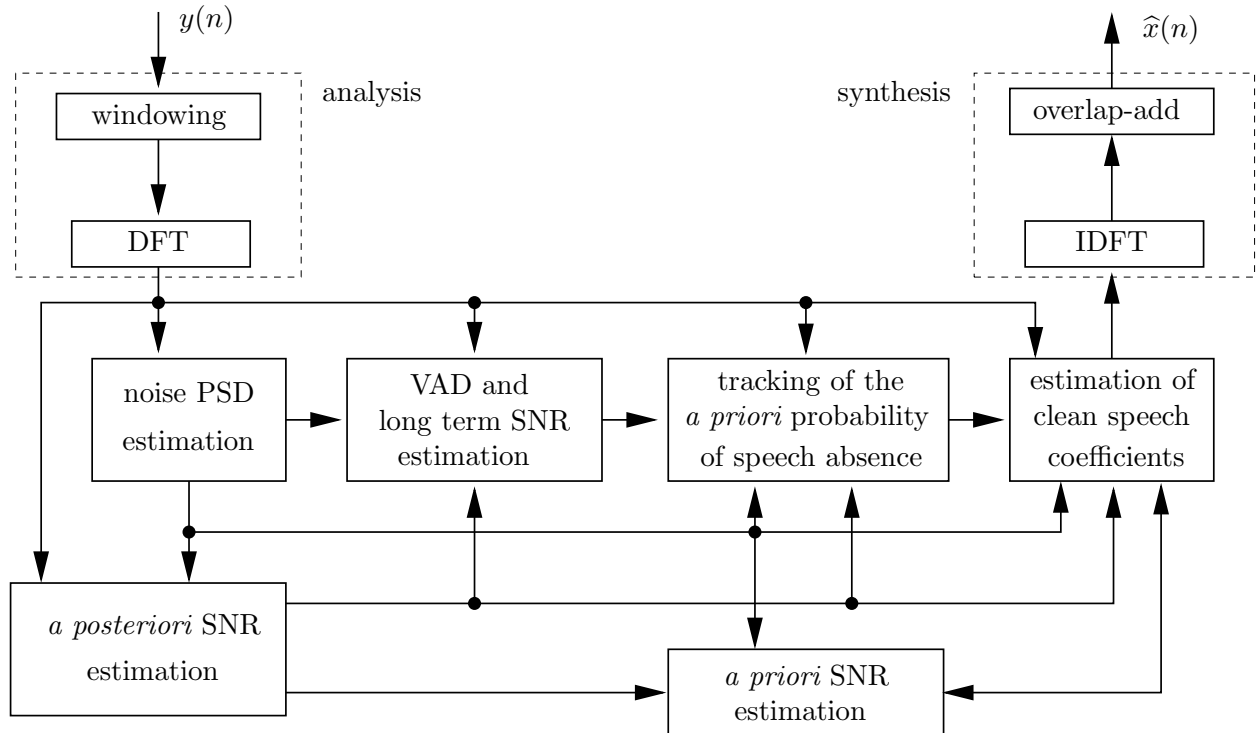 y(n)
x̂(n)
analysis
synthesis
windowing
overlap-add
DFT
IDFT
noise PSD
estimation
VAD and
long term SNR
estimation
tracking of the
a priori probability
of speech absence
estimation of
clean speech
coefficients
a posteriori SNR
estimation
a priori SNR
estimation